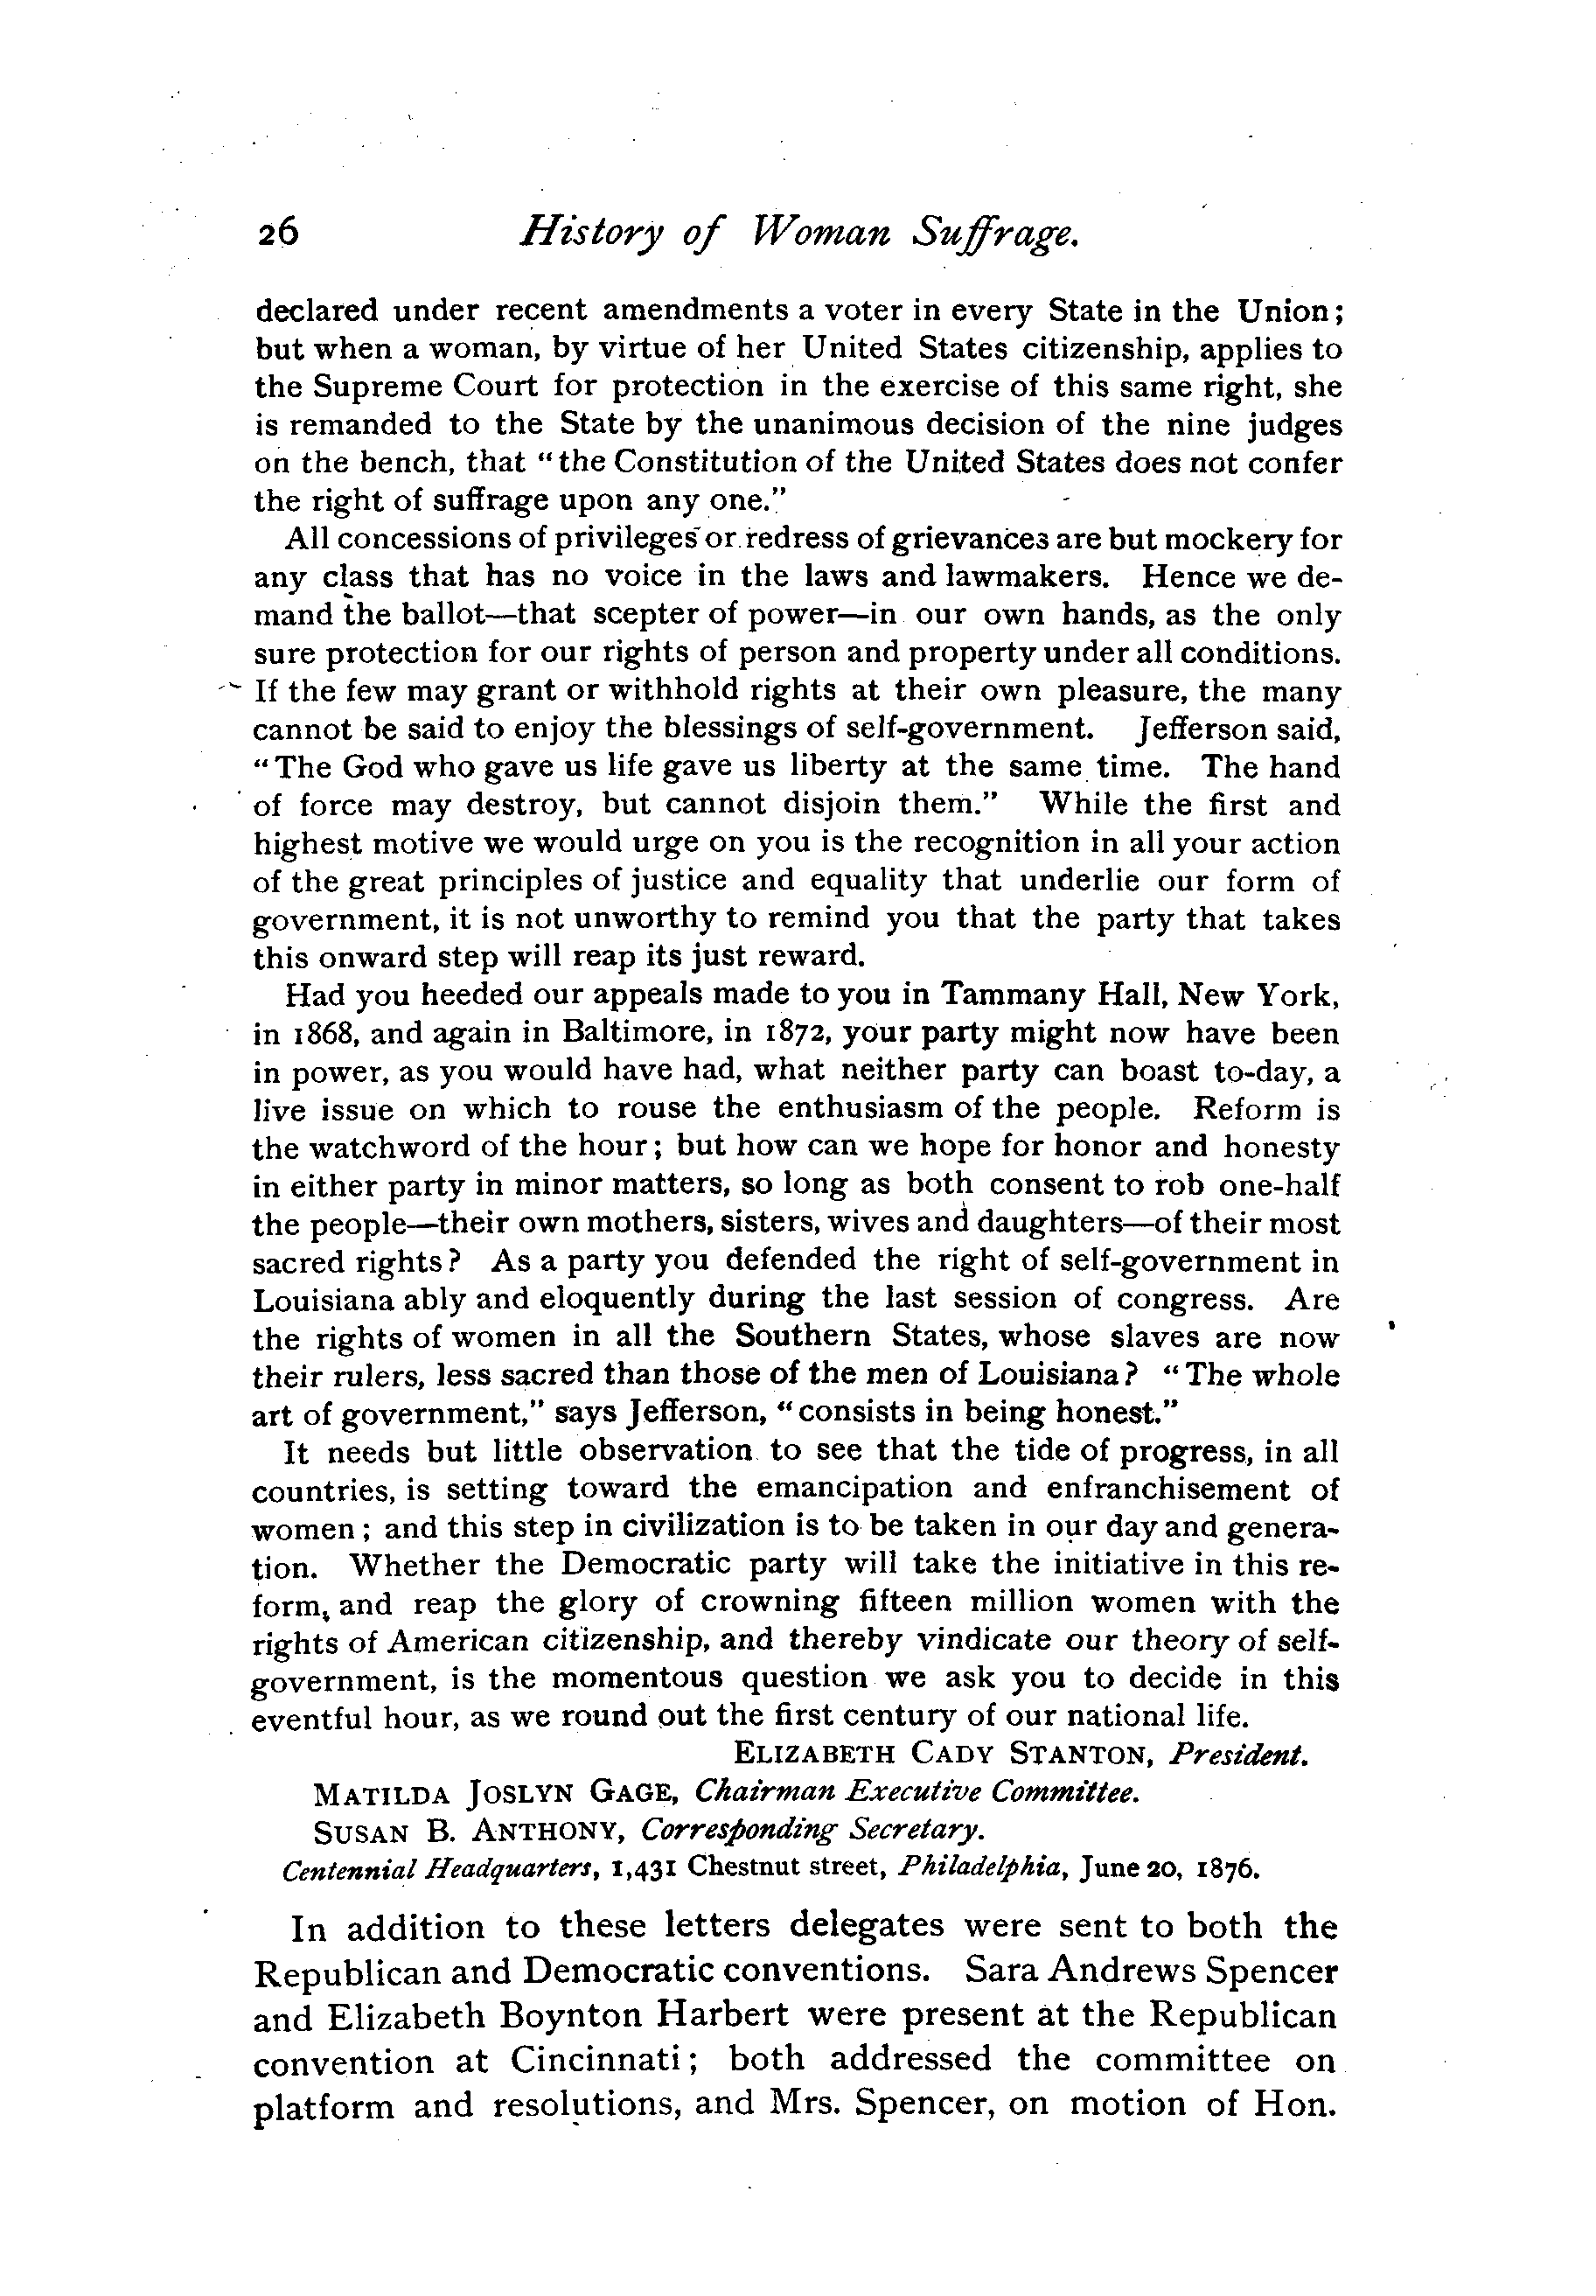 26 History of Woman Suffrage.
declared under recent amendments a voter in every State in the Union;
but when a woman, by virtue of her United States citizenship, applies to
the Supreme Court for protection in the exercise of this same right, she
is remanded to the State by the unanimous decision of the nine judges
on the bench, that "the Constitution of the United States does not confer
the right of suffrage upon any one."
All concessions of privileges or redress of grievances are but mockery for
any class that has no voice in the laws and lawmakers. Hence we de-
mand the ballot—that scepter of power—in our own hands, as the only
sure protection for our rights of person and property under all conditions.
If the few may grant or withhold rights at their own pleasure, the many
cannot be said to enjoy the blessings of self-government. Jefferson said,
"The God who gave us life gave us liberty at the same time. The hand
of force may destroy, but cannot disjoin them." While the first and
highest motive we would urge on you is the recognition in all your action
of the great principles of justice and equality that underlie our form of
government, it is not unworthy to remind you that the party that takes
this onward step will reap its just reward.
Had you heeded our appeals made to you in Tammany Hall, New York,
in 1868, and again in Baltimore, in 1872, your party might now have been
in power, as you would have had, what neither party can boast to-day, a
live issue on which to rouse the enthusiasm of the people. Reform is
the watchword of the hour; but how can we hope for honor and honesty
in either party in minor matters, so long as both consent to rob one-half
the people—their own mothers, sisters, wives and daughters—of their most
sacred rights? As a party you defended the right of self-government in
Louisiana ably and eloquently during the last session of congress. Are
the rights of women in all the Southern States, whose slaves are now
their rulers, less sacred than those of the men of Louisiana? "The whole
art of government," says Jefferson, "consists in being honest."
It needs but little observation to see that the tide of progress, in all
countries, is setting toward the emancipation and enfranchisement of
women; and this step in civilization is to be taken in our day and genera-
tion. Whether the Democratic party will take the initiative in this re-
form, and reap the glory of crowning fifteen million women with the
rights of American citizenship, and thereby vindicate our theory of self-
government, is the momentous question we ask you to decide in this
eventful hour, as we round out the first century of our national life.
ELIZABETH CADY STANTON, President.
MATILDA JOSLYN GAGE, Chairman Executive Committee.
SUSAN B. ANTHONY, Corresponding Secretary.
Centennial Headquarters, 1,431 Chestnut street, Philadelphia, June 20, 1876.
In addition to these letters delegates were sent to both the
Republican and Democratic conventions. Sara Andrews Spencer
and Elizabeth Boynton Harbert were present at the Republican
convention at Cincinnati; both addressed the committee on
platform and resolutions, and Mrs. Spencer, on motion of Hon.